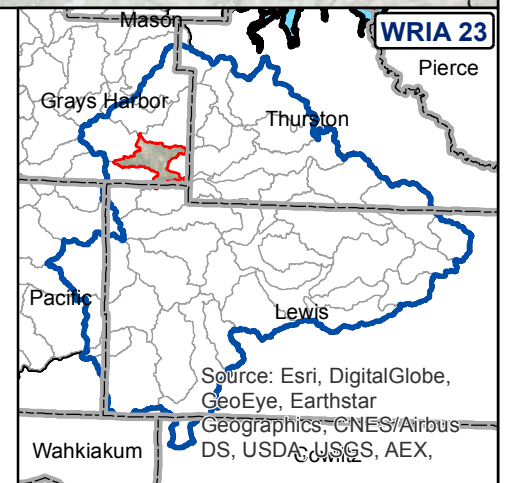 Mason
WRIA 23
Pierce
Grays Harbor
Thurston
Pacific
Lewis
Source: Esri, DigitalGlobe,
GeoEye, Earthstar
Geographics, CNES/Airbus
DS, USDA, USGS, AEX,
Wahkiakum
Cowlitz